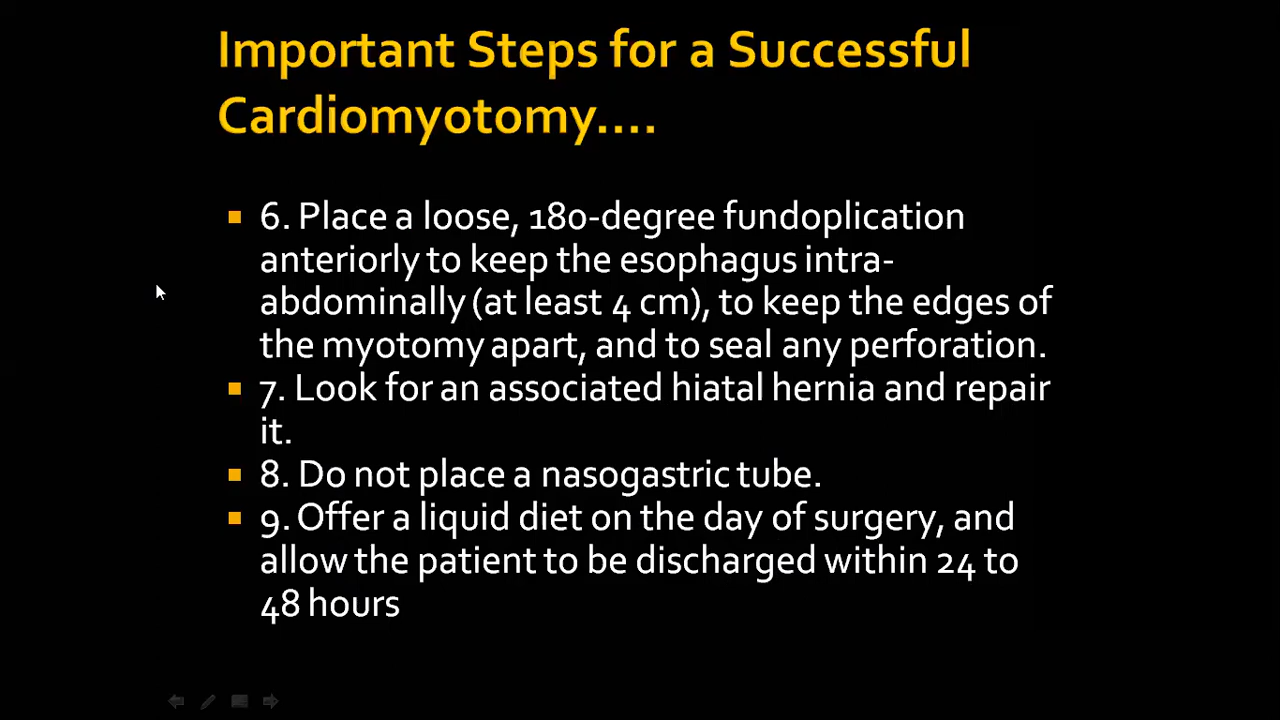 Important Steps for a Successful
Cardiomyotomy....
6. Place a loose, 180-degree fundoplication
anteriorly to keep the esophagus intra-
abdominally (at least 4 cm), to keep the edges of
the myotomy apart, and to seal any perforation.
7. Look for an associated hiatal hernia and repair
it.
8. Do not place a nasogastric tube.
9. Offer a liquid diet on the day of surgery, and
allow the patient to be discharged within 24 to
48 hours